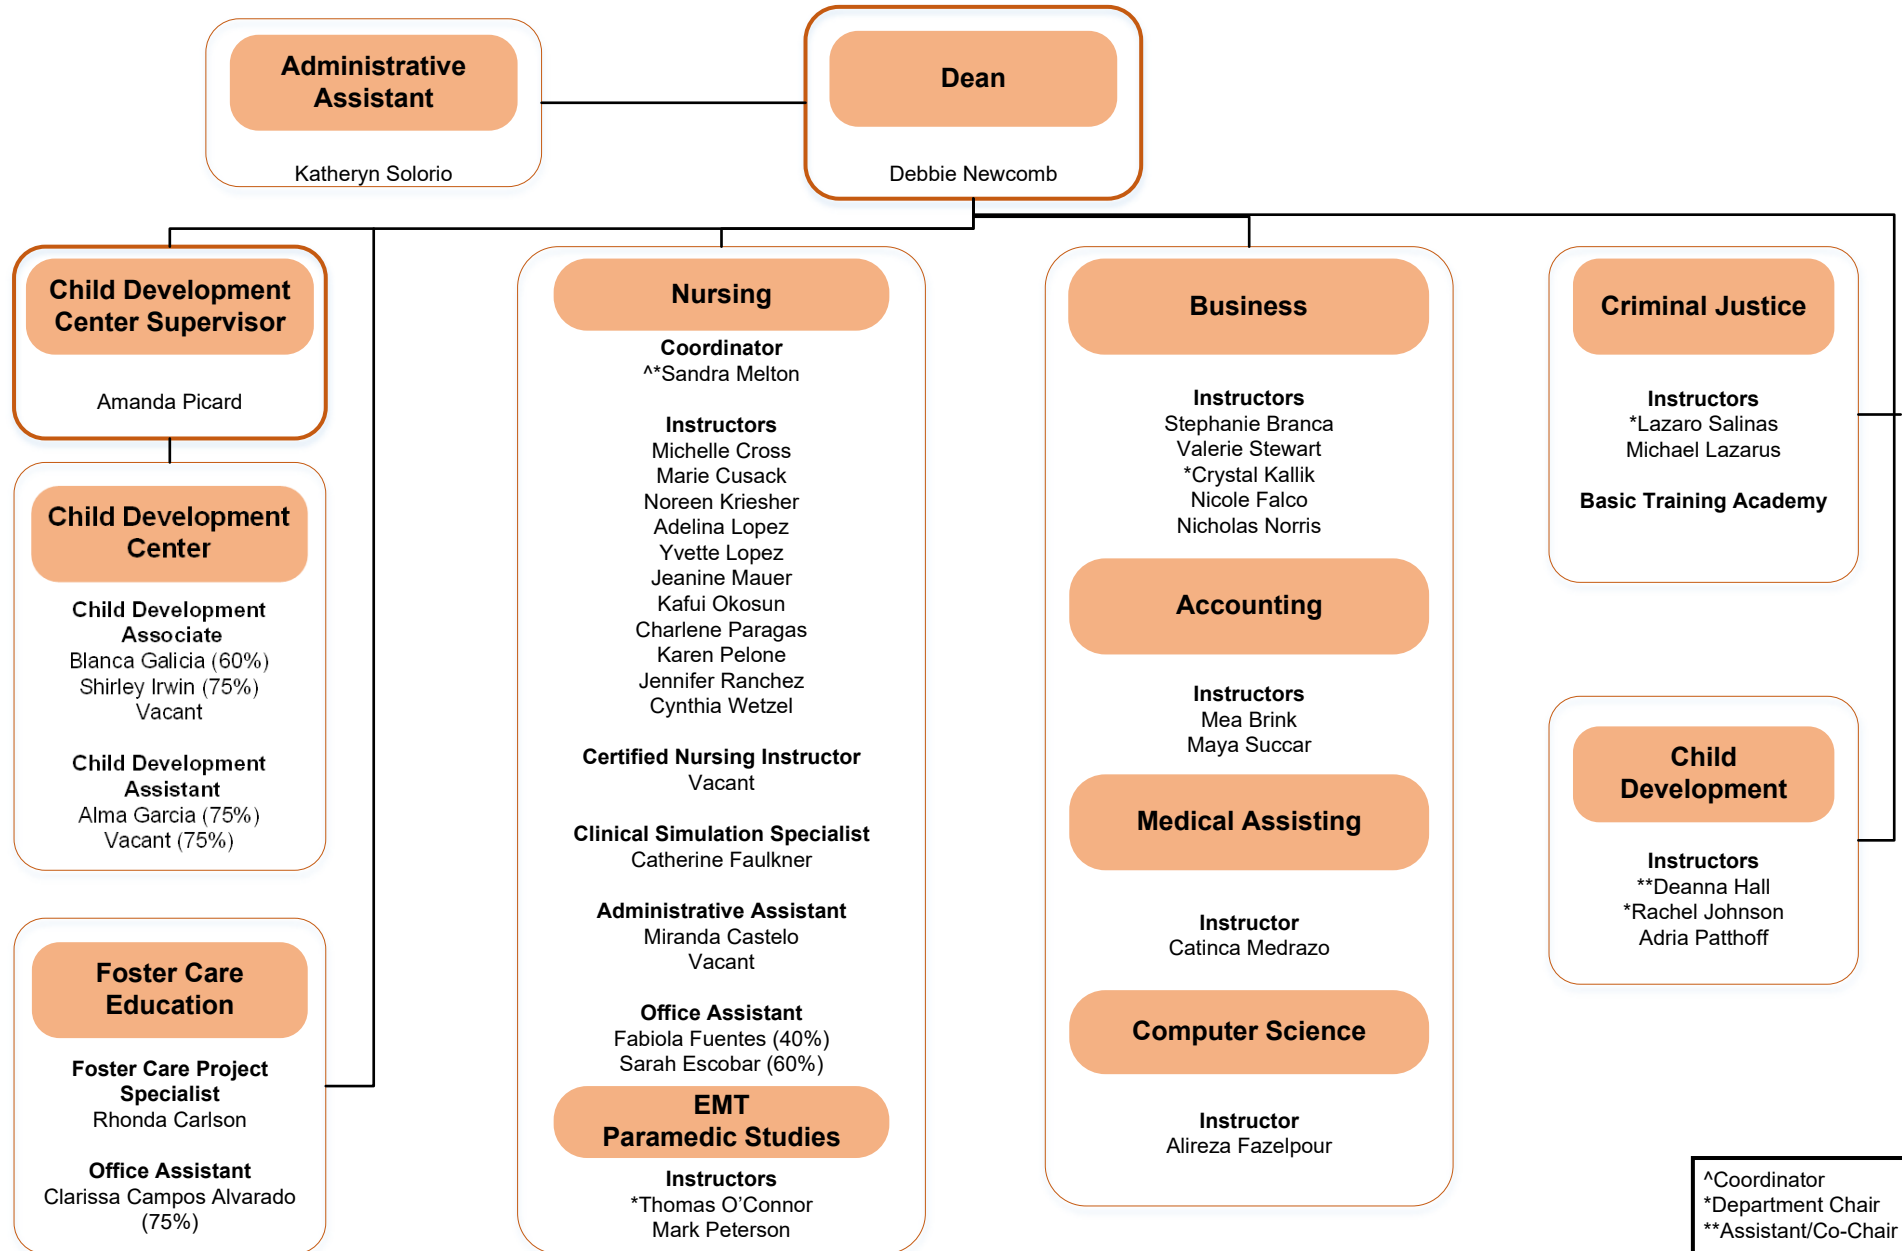 Administrative
Assistant
Katheryn Solorio
Dean
Debbie Newcomb
Child Development
Center Supervisor
Amanda Picard
Child Development
Center
Child Development
Associate
Blanca Galicia (60%)
Shirley Irwin (75%)
Vacant
Child Development
Assistant
Alma Garcia (75%)
Vacant (75%)
Foster Care
Education
Foster Care Project
Specialist
Rhonda Carlson
Office Assistant
Clarissa Campos Alvarado
(75%)
Nursing
Coordinator
^*Sandra Melton
Instructors
Michelle Cross
Marie Cusack
Noreen Kriesher
Adelina Lopez
Yvette Lopez
Jeanine Mauer
Kafui Okosun
Charlene Paragas
Karen Pelone
Jennifer Ranchez
Cynthia Wetzel
Certified Nursing Instructor
Vacant
Clinical Simulation Specialist
Catherine Faulkner
Administrative Assistant
Miranda Castelo
Vacant
Office Assistant
Fabiola Fuentes (40%)
Sarah Escobar (60%)
EMT
Paramedic Studies
Instructors
*Thomas O’Connor
Mark Peterson
Business
Instructors
Stephanie Branca
Valerie Stewart
*Crystal Kallik
Nicole Falco
Nicholas Norris
Accounting
Instructors
Mea Brink
Maya Succar
Medical Assisting
Instructor
Catinca Medrazo
Computer Science
Instructor
Alireza Fazelpour
Criminal Justice
Instructors
*Lazaro Salinas
Michael Lazarus
Basic Training Academy
Child
Development
Instructors
**Deanna Hall
*Rachel Johnson
Adria Patthoff
^Coordinator
*Department Chair
**Assistant/Co-Chair